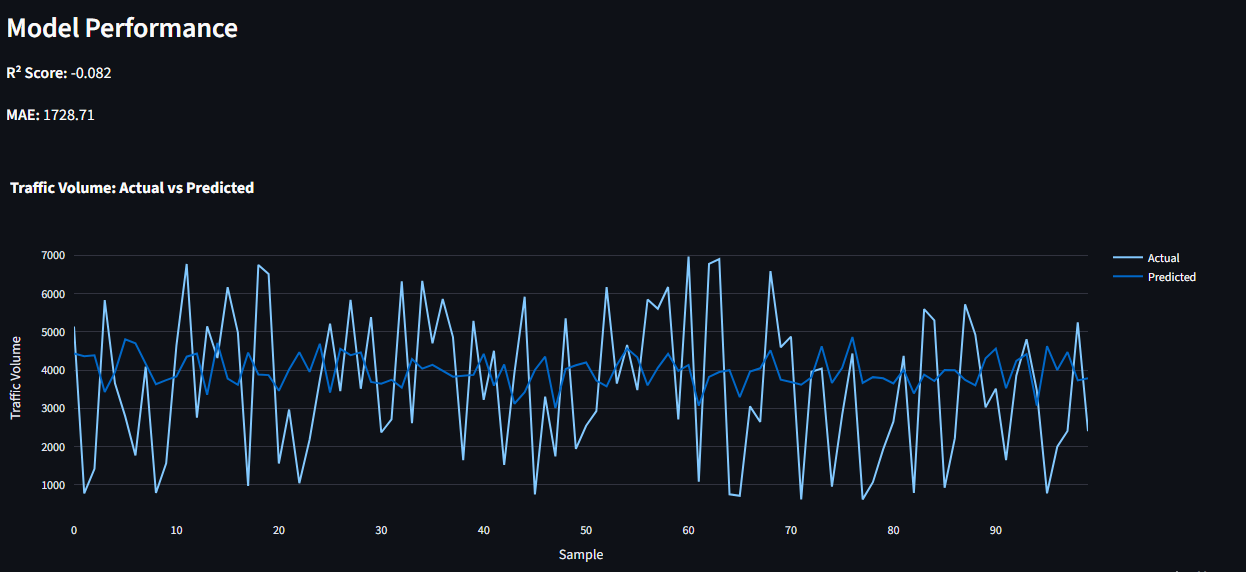 Model Performance
R² Score: -0.082
MAE: 1728.71
Traffic Volume: Actual vs Predicted
7000
6000
5000
4000
3000
2000
1000
Traffic Volume
0 10 20 30 40 50 60 70 80 90
Sample
Actual
Predicted